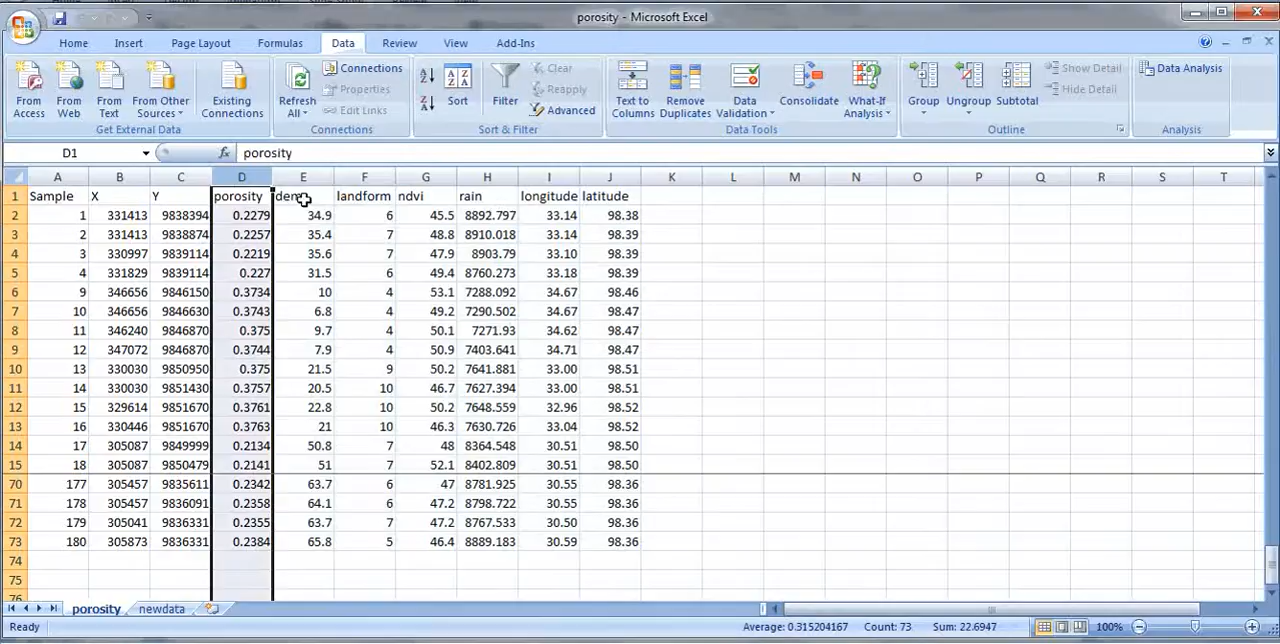 porosity - Microsoft Excel
Home Insert Page Layout Formulas Data Review View Add-Ins
From Access From Web From Text From Other Sources Existing Connections Refresh All Connections Properties Edit Links Sort Filter Clear Reapply Advanced Text to Columns Remove Duplicates Data Validation Consolidate What-If Analysis Group Ungroup Subtotal Show Detail Hide Detail Data Analysis
Get External Data Connections Sort & Filter Data Tools Outline Analysis
D1 fx porosity
A B C D E F G H I J K L M N O P Q R S T
1 Sample X Y porosity dem landform ndvi rain longitude latitude
2 1 331413 9838394 0.2279 34.9 6 45.5 8892.797 33.14 98.38
3 2 331413 9838874 0.2257 35.4 7 48.8 8910.018 33.14 98.39
4 3 330997 9839114 0.2219 35.6 7 47.9 8903.79 33.10 98.39
5 4 331829 9839114 0.227 31.5 6 49.4 8760.273 33.18 98.39
6 9 346656 9846150 0.3734 10 4 53.1 7288.092 34.67 98.46
7 10 346656 9846630 0.3743 6.8 4 49.2 7290.502 34.67 98.47
8 11 346240 9846870 0.375 9.7 4 50.1 7271.93 34.62 98.47
9 12 347072 9846870 0.3744 7.9 4 50.9 7403.641 34.71 98.47
10 13 330030 9850950 0.375 21.5 9 50.2 7641.881 33.00 98.51
11 14 330030 9851430 0.3757 20.5 10 46.7 7627.394 33.00 98.51
12 15 329614 9851670 0.3761 22.8 10 50.2 7648.559 32.96 98.52
13 16 330446 9851670 0.3763 21 10 46.3 7630.726 33.04 98.52
14 17 305087 9849999 0.2134 50.8 7 48 8364.548 30.51 98.50
15 18 305087 9850479 0.2141 51 7 52.1 8402.809 30.51 98.50
70 177 305457 9835611 0.2342 63.7 6 47 8781.925 30.55 98.36
71 178 305457 9836091 0.2358 64.1 6 47.2 8798.722 30.55 98.36
72 179 305041 9836331 0.2355 63.7 7 47.2 8767.533 30.50 98.36
73 180 305873 9836331 0.2384 65.8 5 46.4 8889.183 30.59 98.36
74
75
76
porosity newdata
Ready Average: 0.315204167 Count: 73 Sum: 22.6947 100%